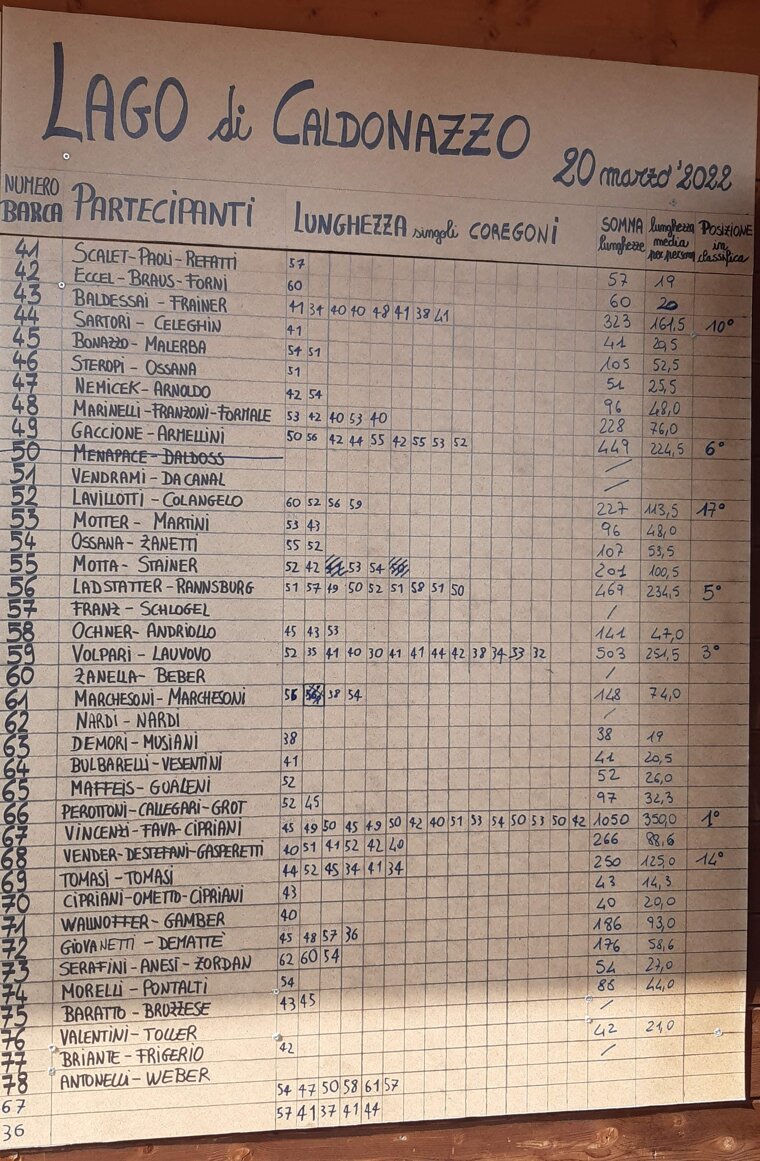 LAGO di CALDONAZZO
20 marzo '2022
NUMERO BARCA PARTECIPANTI LUNGHEZZA singoli COREGONI SOMMA lunghezze lunghezza media per persona POSIZIONE in classifica
41 SCALET-PAOLI-REFATTI 57 57 19
42 ECCEL-BRAUS-FORNI 60 60 20
43 BALDESSAI-FRAINER 41 34 40 40 48 41 38 41 323 161,5 10°
44 SARTORI-CELEGHIN 41 41 20,5
45 BONAZZO-MALERBA 54 51 105 52,5
46 STEROPI-OSSANA 51 51 25,5
47 NEMICEK-ARNOLDO 42 54 96 48,0
48 MARINELLI-FRANZONI-FORMALE 53 42 40 53 40 228 76,0
49 GACCIONE-ARMELLINI 50 56 42 44 55 42 55 53 52 449 224,5 6°
50 MENAPACE-DALDOSS /
51 VENDRAMI-DA CANAL /
52 LAVILLOTTI-COLANGELO 60 52 56 59 227 113,5 17°
53 MOTTER-MARTINI 53 43 96 48,0
54 OSSANA-ZANETTI 55 52 107 53,5
55 MOTTA-STAINER 52 42 53 54 201 100,5
56 LADSTATTER-RANNSBURG 51 57 49 50 52 51 58 51 50 469 234,5 5°
57 FRANZ-SCHLOGEL /
58 OCHNER-ANDRIOLLO 45 43 53 141 47,0
59 VOLPARI-LAUVOVO 52 35 41 40 30 41 41 44 42 38 34 33 32 503 251,5 3°
60 ZANELLA-BEBER /
61 MARCHESONI-MARCHESONI 56 38 54 148 74,0
62 NARDI-NARDI /
63 DEMORI-MUSIANI 38 38 19
64 BULBARELLI-VESENTINI 41 41 20,5
65 MAFFEIS-GUALENI 52 52 26,0
66 PEROTTONI-CALLEGARI-GROT 52 45 97 32,3
67 VINCENZI-FAVA-CIPRIANI 45 49 50 45 49 50 42 40 51 53 54 50 53 50 42 1050 350,0 1°
68 VENDER-DESTEFANI-GASPERETTI 40 51 41 52 42 40 266 88,6
69 TOMASI-TOMASI 44 52 45 34 41 34 250 125,0 14°
70 CIPRIANI-OMETTO-CIPRIANI 43 43 14,3
71 WALLNOFFER-GAMBER 40 40 20,0
72 GIOVANETTI-DEMATTÈ 45 48 57 36 186 93,0
73 SERAFINI-ANESI-ZORDAN 62 60 54 176 58,6
74 MORELLI-PONTALTI 54 54 27,0
75 BARATTO-BRUZZESE 43 45 88 44,0
76 VALENTINI-TOLLER /
77 BRIANTE-FRIGERIO 42 42 21,0
78 ANTONELLI-WEBER /
67 54 47 50 58 61 57
36 57 41 37 41 44